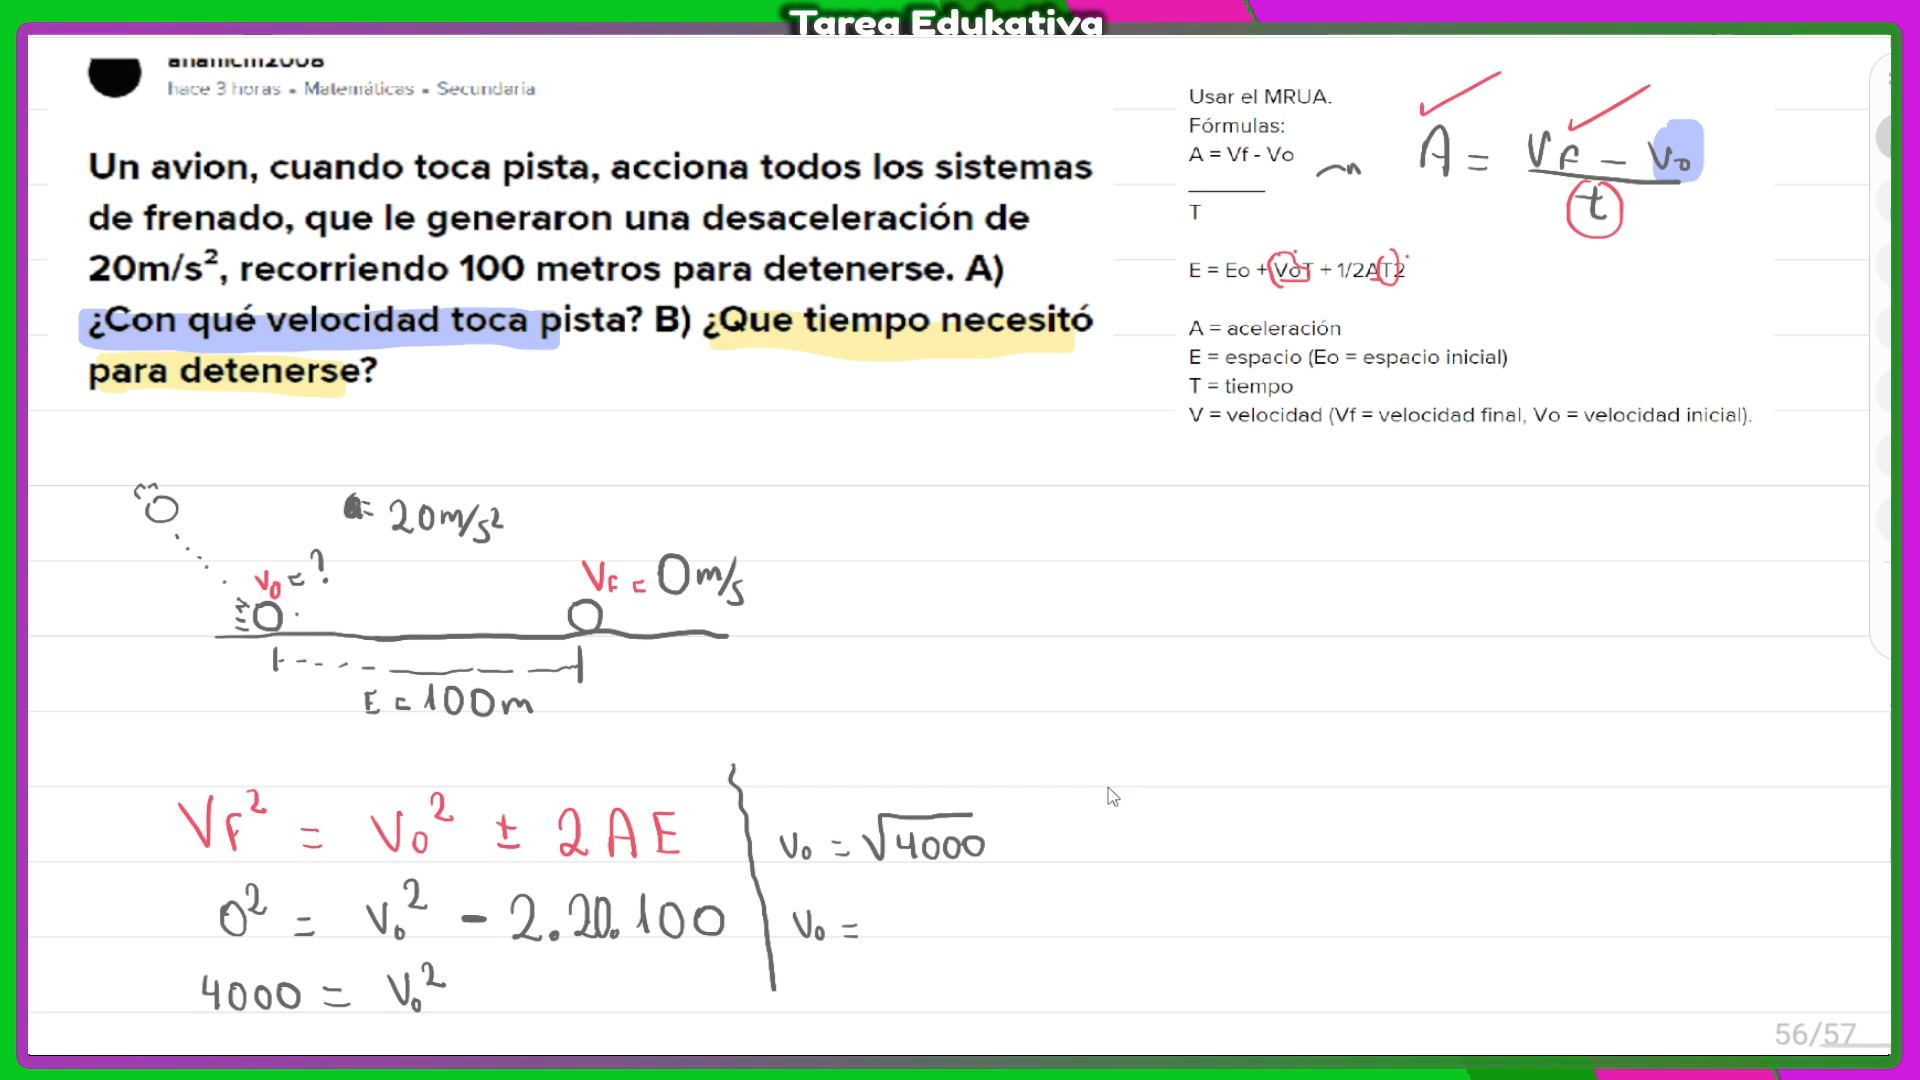 Tarea Edukativa
hace 3 horas • Matemáticas • Secundaria
Un avion, cuando toca pista, acciona todos los sistemas
de frenado, que le generaron una desaceleración de
20m/s², recorriendo 100 metros para detenerse. A)
¿Con qué velocidad toca pista? B) ¿Que tiempo necesitó
para detenerse?
Usar el MRUA.
Fórmulas:
A = Vf - Vo
T
A = VF - Vo
t
E = Eo + VoT + 1/2AT2
A = aceleración
E = espacio (Eo = espacio inicial)
T = tiempo
V = velocidad (Vf = velocidad final, Vo = velocidad inicial).
a = 20m/s²
Vo = ?
VF = 0m/s
E = 100m
VF² = Vo² ± 2AE
0² = Vo² - 2.20.100
4000 = Vo²
Vo = √4000
Vo =
56/57